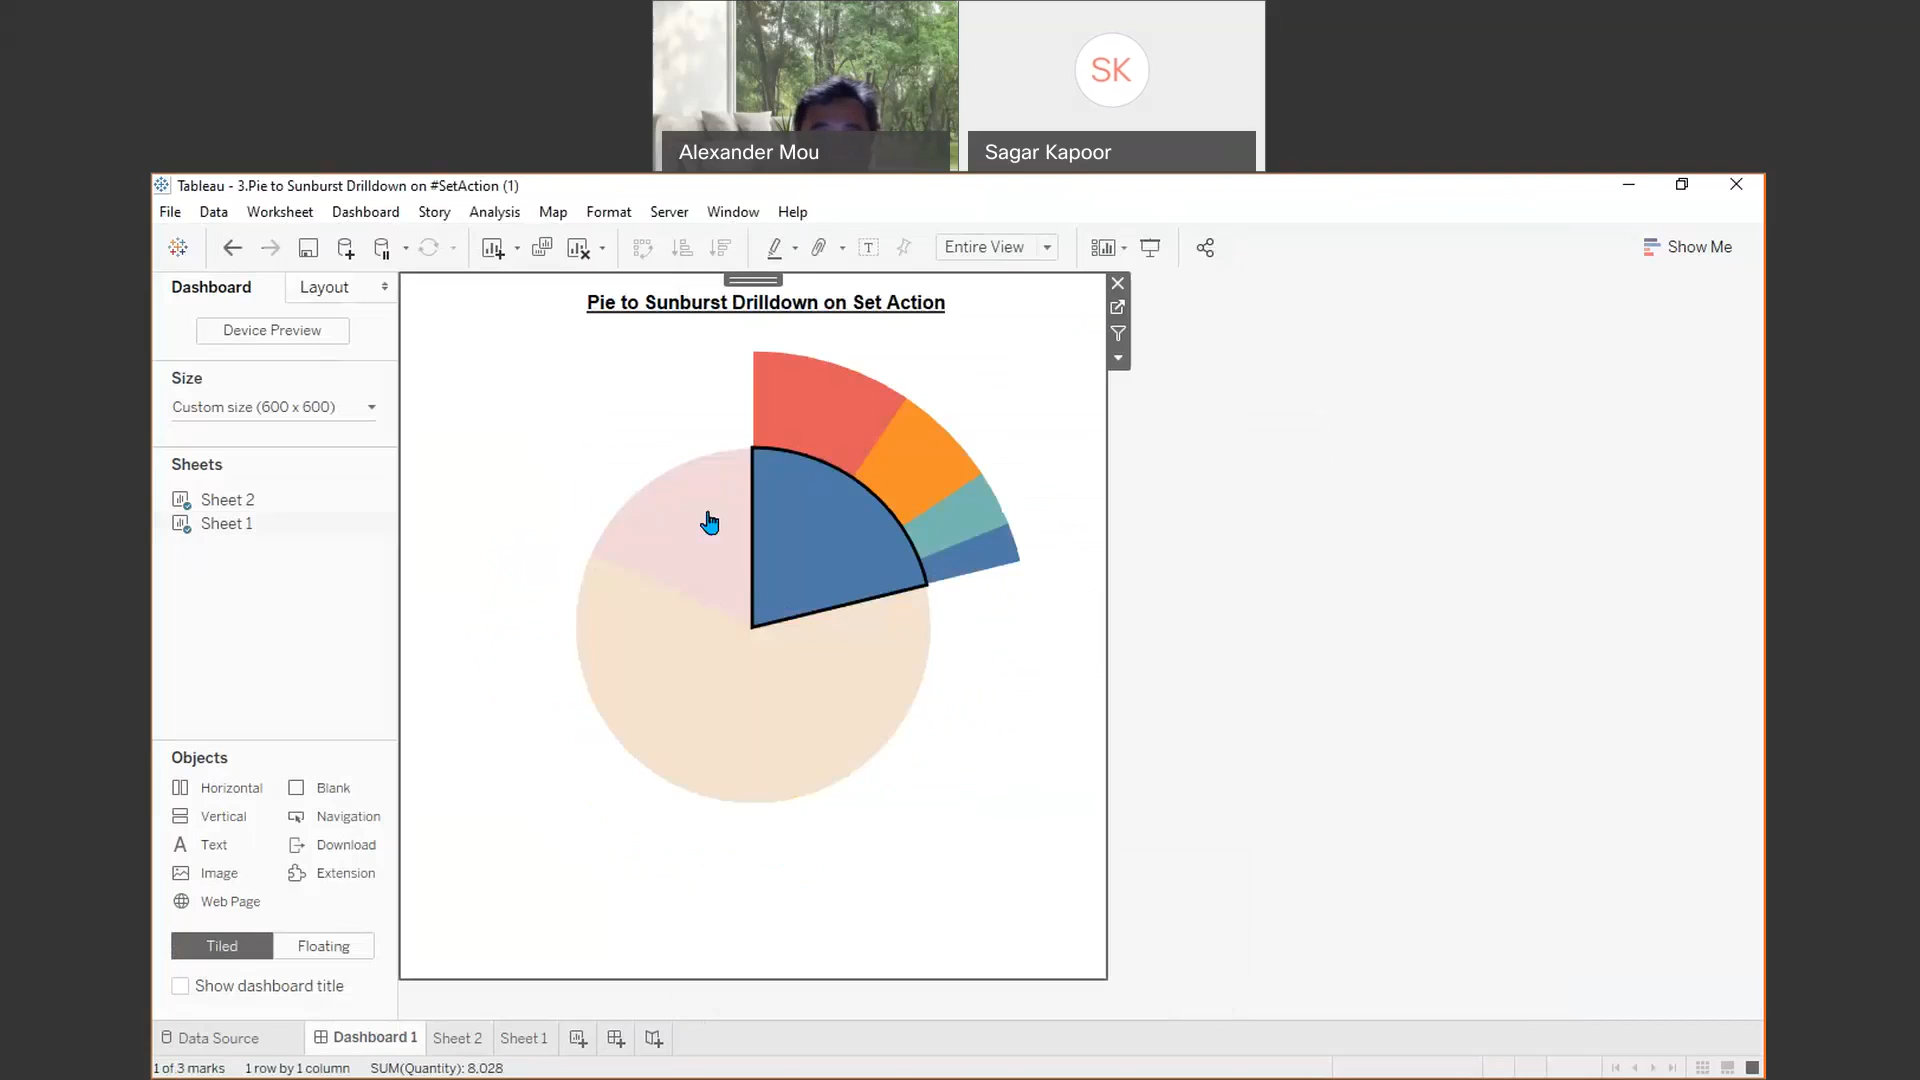 SK
Alexander Mou
Sagar Kapoor
Tableau - 3.Pie to Sunburst Drilldown on #SetAction (1)
File Data Worksheet Dashboard Story Analysis Map Format Server Window Help
Entire View
Show Me
Dashboard
Layout
Device Preview
Size
Custom size (600 x 600)
Sheets
Sheet 2
Sheet 1
Pie to Sunburst Drilldown on Set Action
Objects
Horizontal Blank
Vertical Navigation
A Text Download
Image Extension
Web Page
Tiled Floating
Show dashboard title
Data Source Dashboard 1 Sheet 2 Sheet 1
1 of 3 marks 1 row by 1 column SUM(Quantity): 8,028